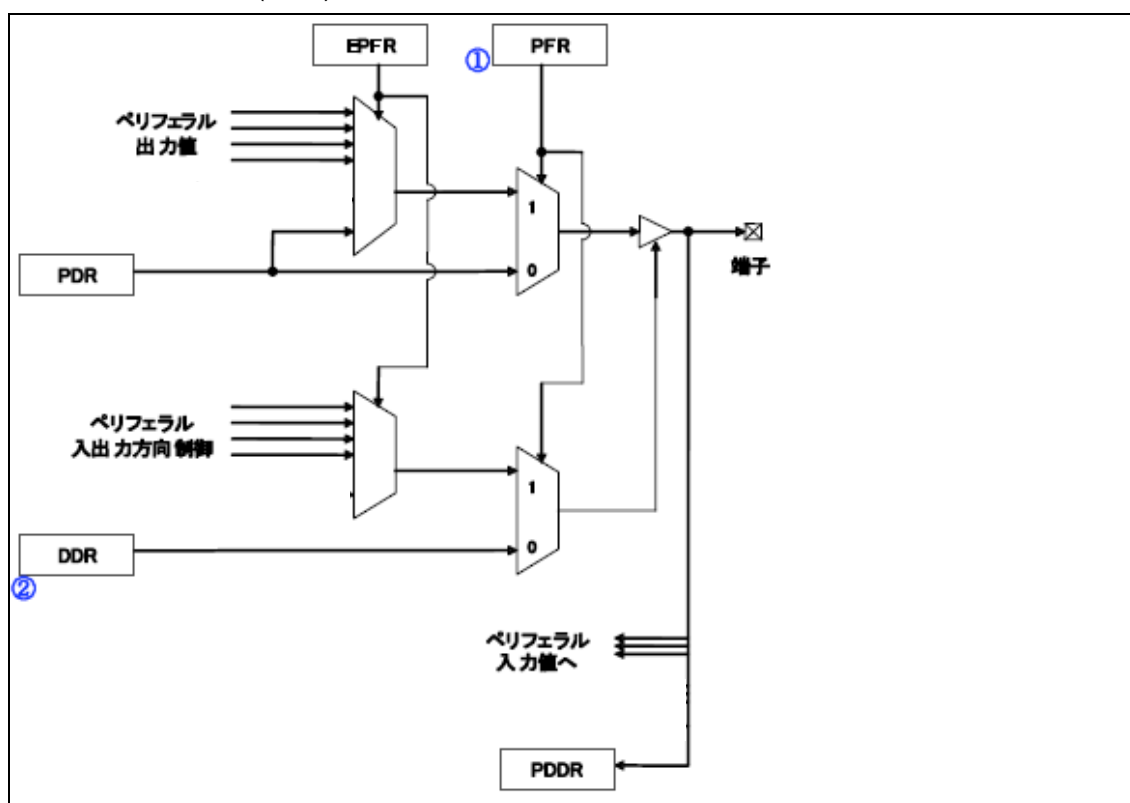 EPFR
① PFR
ペリフェラル
出力値
1
0
PDR
端子
ペリフェラル
入出力方向制御
1
0
DDR
②
ペリフェラル
入力値へ
PDDR